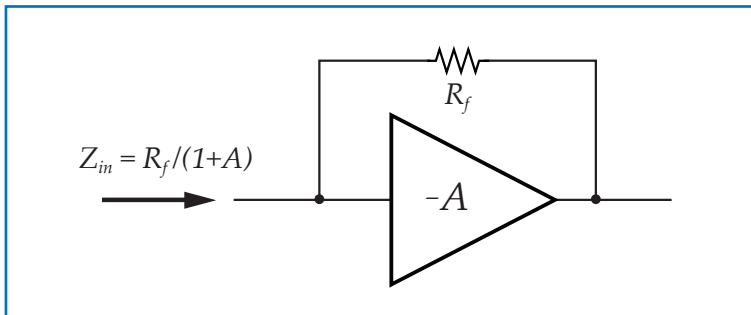 R_f
Z_in = R_f/(1+A)
-A